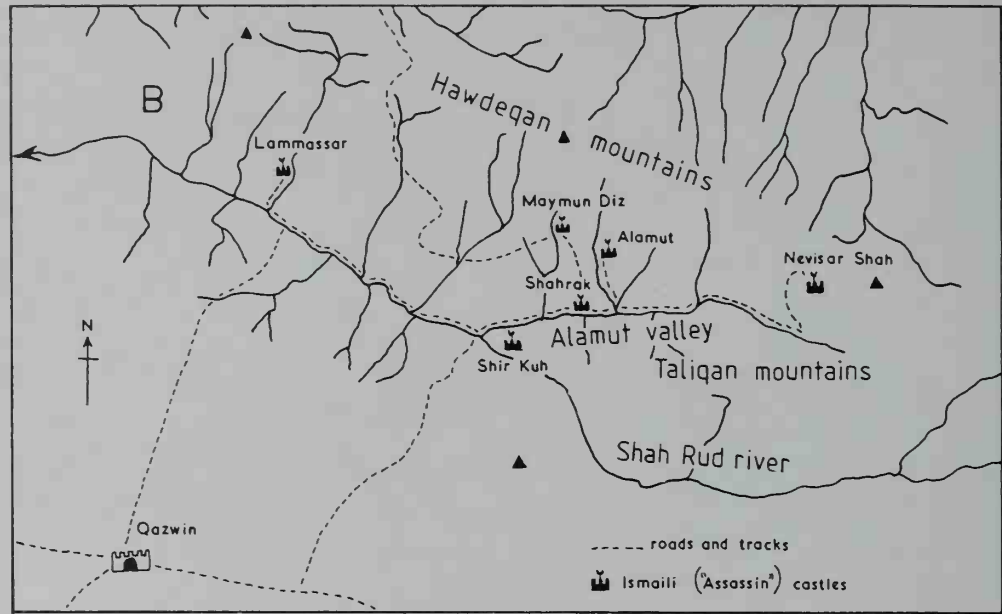 B
Hawdeqan mountains
Lammassar
Maymun Diz
Alamut
Nevisar Shah
Shahrak
N
Alamut valley
Shir Kuh
Taliqan mountains
Shah Rud river
Qazwin
roads and tracks
Ismaili ("Assassin") castles